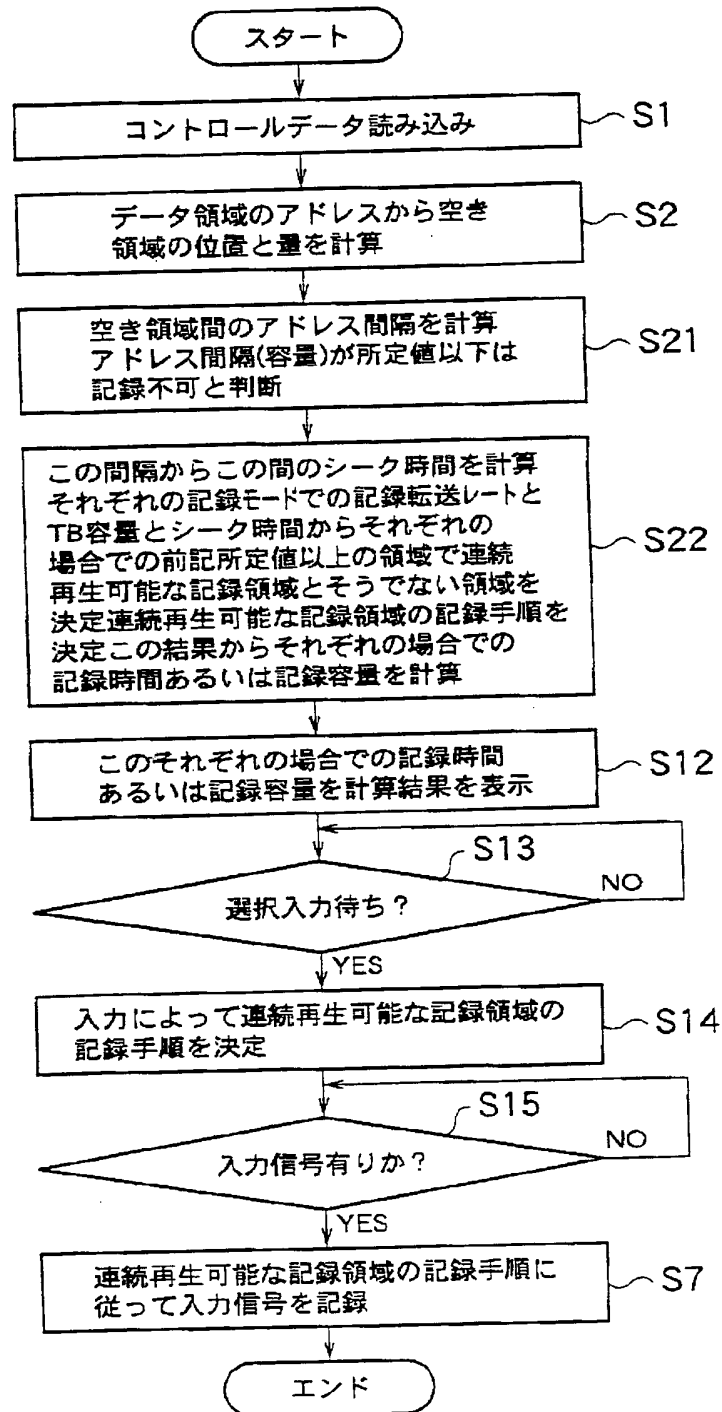 スタート
コントロールデータ読み込み
S1
データ領域のアドレスから空き
領域の位置と量を計算
S2
空き領域間のアドレス間隔を計算
アドレス間隔(容量)が所定値以下は
記録不可と判断
S21
この間隔からこの間のシーク時間を計算
それぞれの記録モードでの記録転送レートと
TB容量とシーク時間からそれぞれの
場合での前記所定値以上の領域で連続
再生可能な記録領域とそうでない領域を
決定連続再生可能な記録領域の記録手順を
決定この結果からそれぞれの場合での
記録時間あるいは記録容量を計算
S22
このそれぞれの場合での記録時間
あるいは記録容量を計算結果を表示
S12
S13
選択入力待ち?
NO
YES
入力によって連続再生可能な記録領域の
記録手順を決定
S14
S15
入力信号有りか?
NO
YES
連続再生可能な記録領域の記録手順に
従って入力信号を記録
S7
エンド